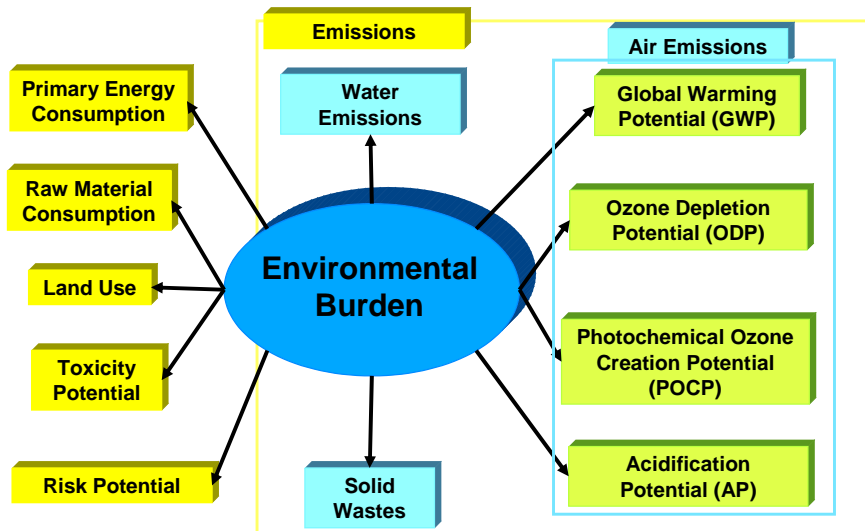 Emissions
Air Emissions
Primary Energy
Consumption
Water
Emissions
Global Warming
Potential (GWP)
Raw Material
Consumption
Ozone Depletion
Potential (ODP)
Environmental
Burden
Land Use
Toxicity
Potential
Photochemical Ozone
Creation Potential
(POCP)
Risk Potential
Solid
Wastes
Acidification
Potential (AP)